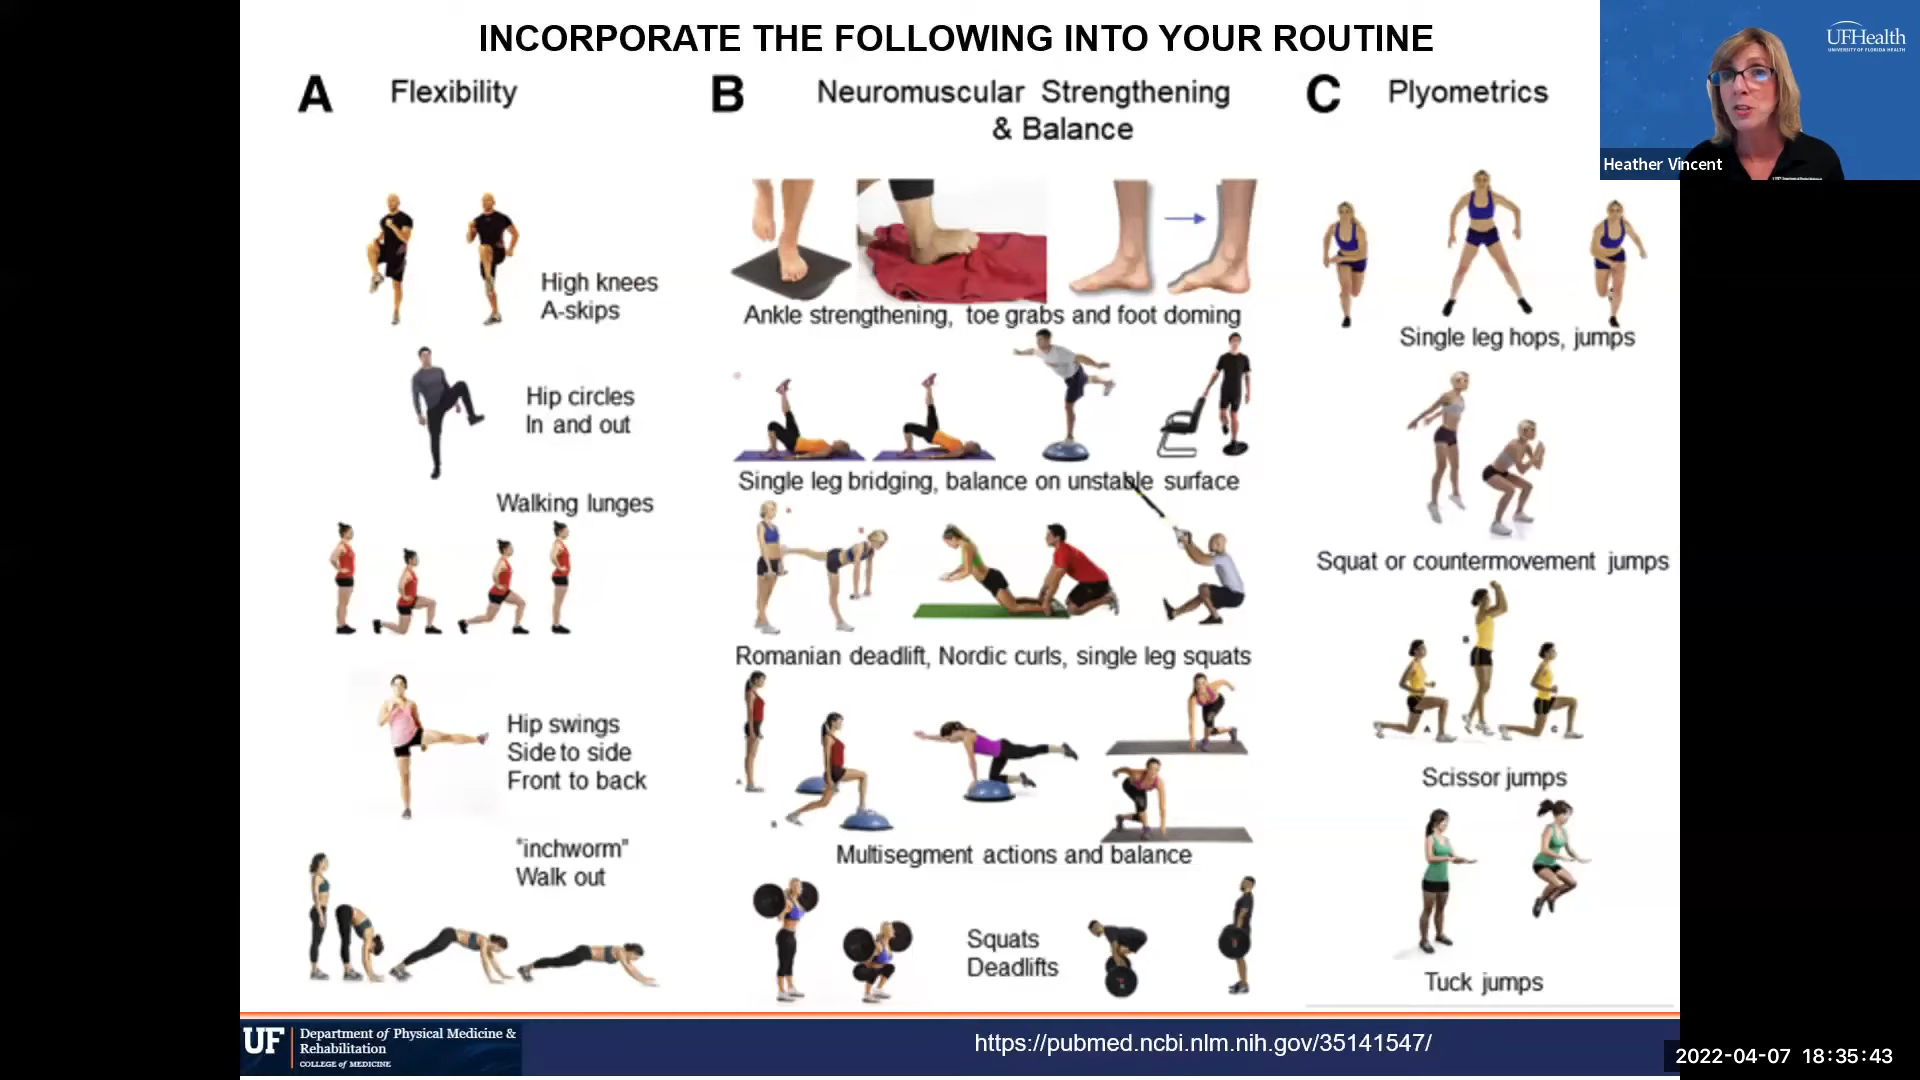 INCORPORATE THE FOLLOWING INTO YOUR ROUTINE
A Flexibility
High knees
A-skips
Hip circles
In and out
Walking lunges
Hip swings
Side to side
Front to back
"inchworm"
Walk out
B Neuromuscular Strengthening
& Balance
Ankle strengthening, toe grabs and foot doming
Single leg bridging, balance on unstable surface
Romanian deadlift, Nordic curls, single leg squats
Multisegment actions and balance
Squats
Deadlifts
C Plyometrics
Single leg hops, jumps
Squat or countermovement jumps
Scissor jumps
Tuck jumps
UFHealth
UNIVERSITY OF FLORIDA HEALTH
Heather Vincent
UF
Department of Physical Medicine &
Rehabilitation
COLLEGE of MEDICINE
https://pubmed.ncbi.nlm.nih.gov/35141547/
2022-04-07 18:35:43